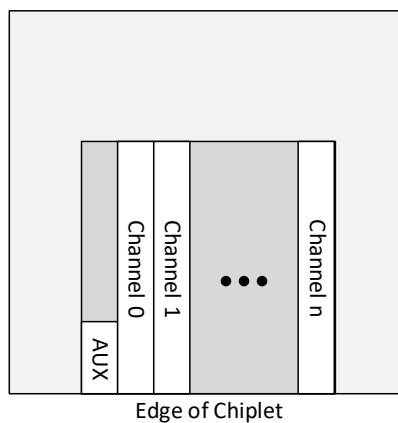 AUX
Channel 0
Channel 1
•••
Channel n
Edge of Chiplet